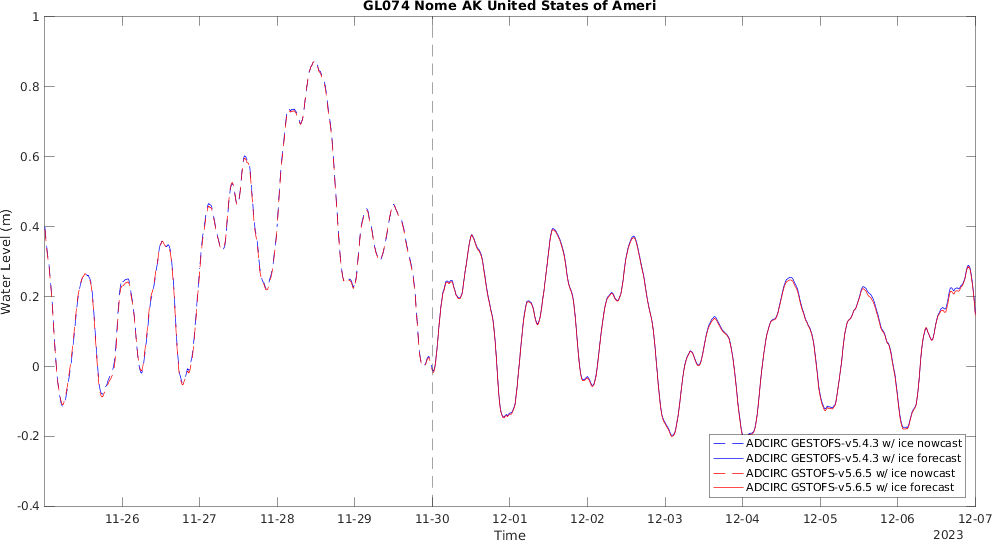 GL074 Nome AK United States of Ameri
1
0.8
0.6
0.4
0.2
0
-0.2
-0.4
Water Level (m)
ADCIRC GESTOFS-v5.4.3 w/ ice nowcast
ADCIRC GESTOFS-v5.4.3 w/ ice forecast
ADCIRC GSTOFS-v5.6.5 w/ ice nowcast
ADCIRC GSTOFS-v5.6.5 w/ ice forecast
11-26 11-27 11-28 11-29 11-30 12-01 12-02 12-03 12-04 12-05 12-06 12-07
Time
2023